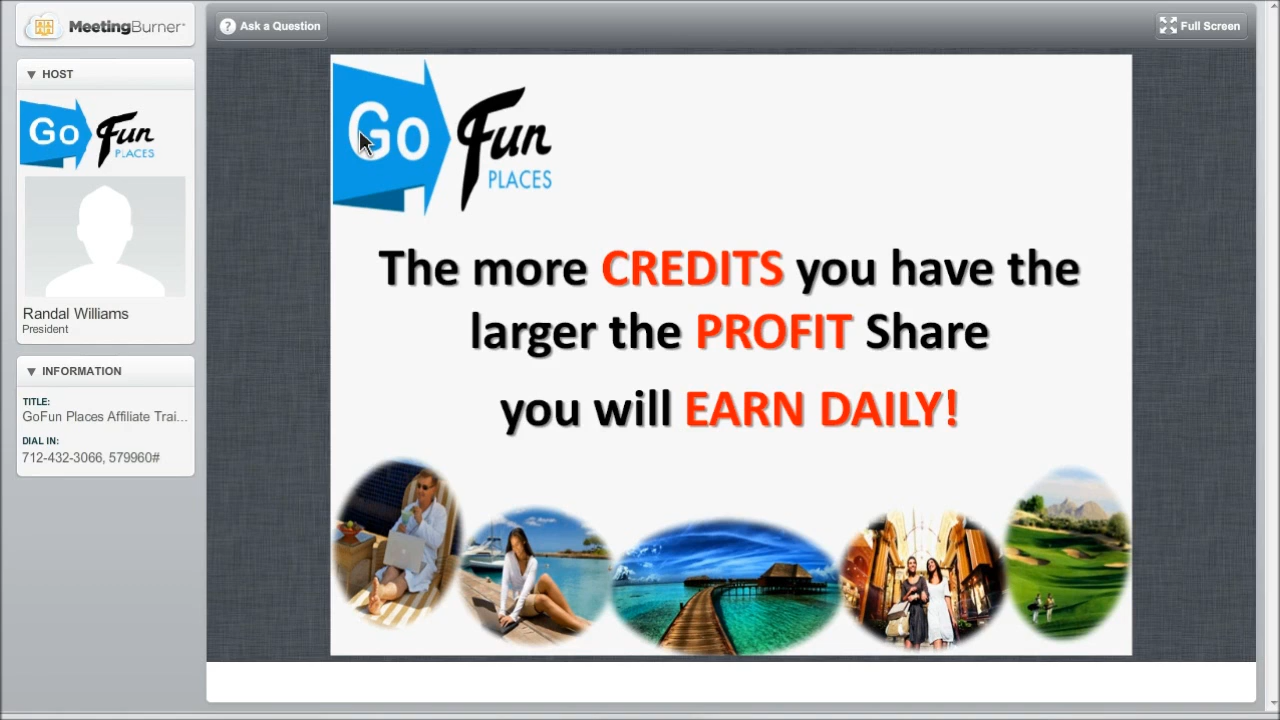 MeetingBurner
? Ask a Question
Full Screen
HOST
Go Fun PLACES
Randal Williams
President
INFORMATION
TITLE:
GoFun Places Affiliate Trai...
DIAL IN:
712-432-3066, 579960#
Go Fun
PLACES
The more CREDITS you have the
larger the PROFIT Share
you will EARN DAILY!